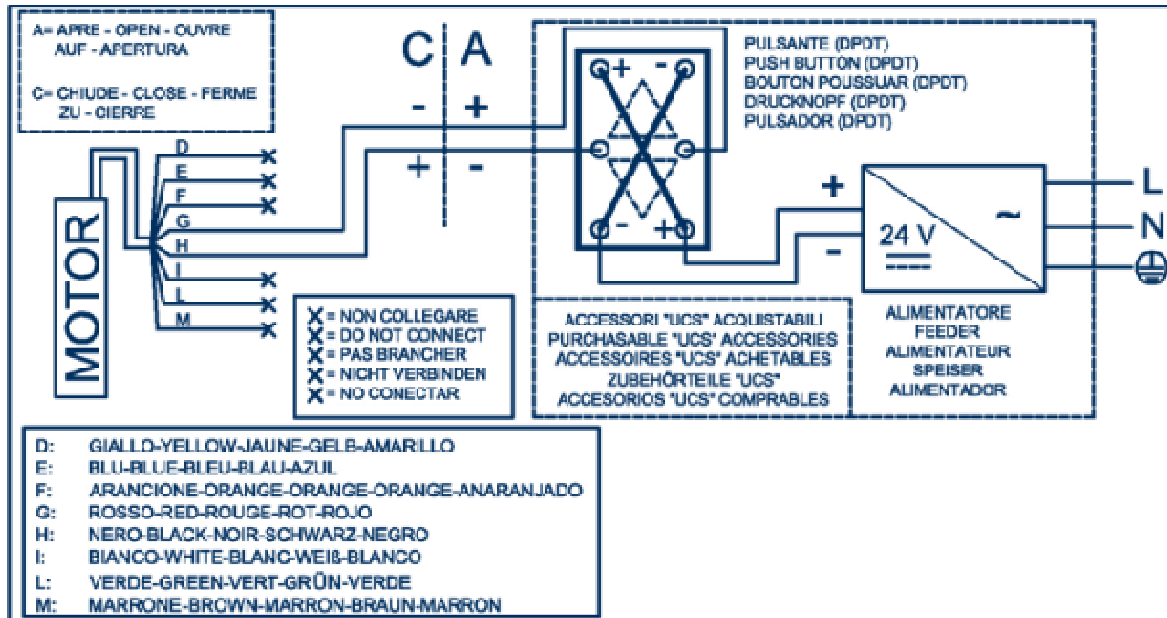 A= APRE - OPEN - OUVRE
AUF - APERTURA
C= CHIUDE - CLOSE - FERME
ZU - CIERRE
C A
- +
+ -
MOTOR
D
E
F
G
H
I
L
M
X
X
X
X
X
X
+ -
- +
PULSANTE (DPDT)
PUSH BUTTON (DPDT)
BOUTON POUSSUAR (DPDT)
DRUCKNOPF (DPDT)
PULSADOR (DPDT)
+
-
24 V
~
L
N
X = NON COLLEGARE
X = DO NOT CONNECT
X = PAS BRANCHER
X = NICHT VERBINDEN
X = NO CONECTAR
ACCESSORI "UCS" ACQUISTABILI
PURCHASABLE "UCS" ACCESSORIES
ACCESSOIRES "UCS" ACHETABLES
ZUBEHÖRTEILE "UCS"
ACCESORIOS "UCS" COMPRABLES
ALIMENTATORE
FEEDER
ALIMENTATEUR
SPEISER
ALIMENTADOR
D: GIALLO-YELLOW-JAUNE-GELB-AMARILLO
E: BLU-BLUE-BLEU-BLAU-AZUL
F: ARANCIONE-ORANGE-ORANGE-ORANGE-ANARANJADO
G: ROSSO-RED-ROUGE-ROT-ROJO
H: NERO-BLACK-NOIR-SCHWARZ-NEGRO
I: BIANCO-WHITE-BLANC-WEIß-BLANCO
L: VERDE-GREEN-VERT-GRÜN-VERDE
M: MARRONE-BROWN-MARRON-BRAUN-MARRON